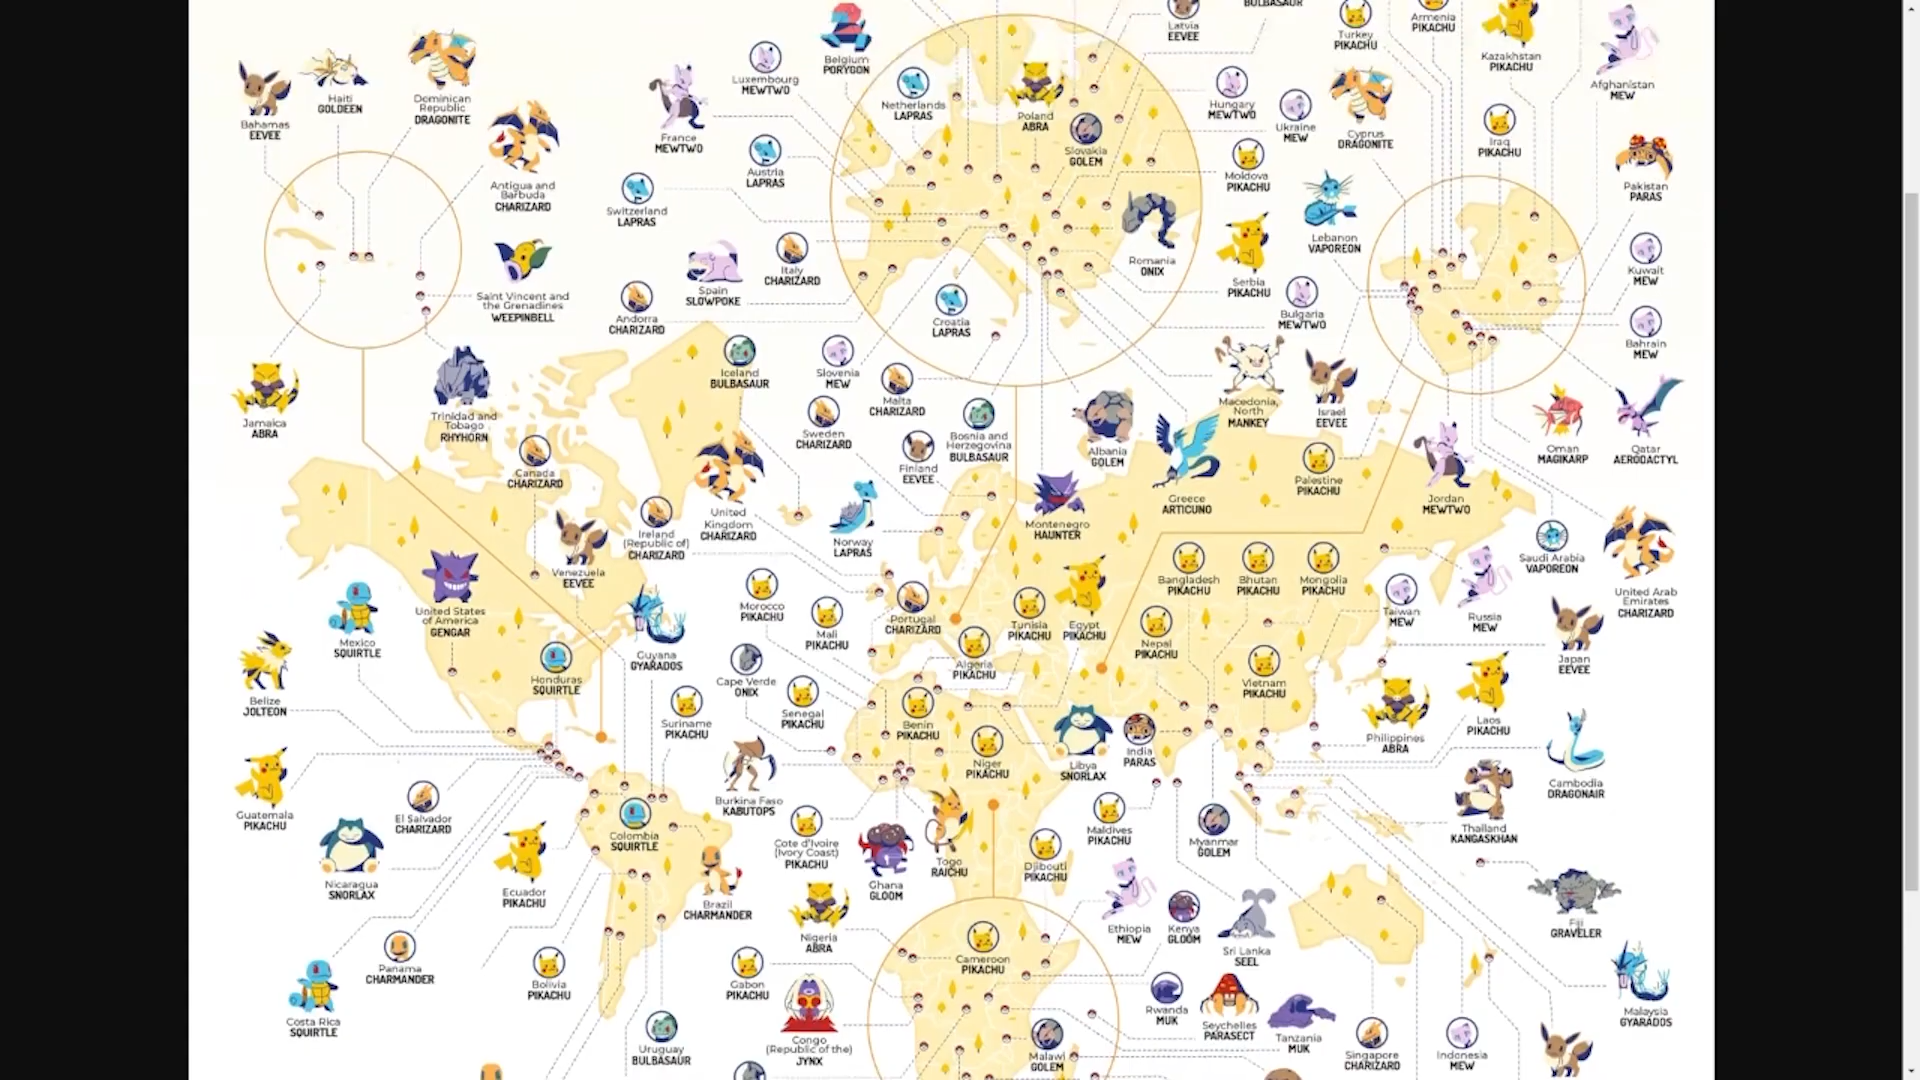 Latvia
EEVEE
BULBASAUR
Turkey
PIKACHU
Armenia
PIKACHU
Kazakhstan
PIKACHU
Afghanistan
MEW
Bahamas
EEVEE
Haiti
GOLDEEN
Dominican
Republic
DRAGONITE
Luxembourg
MEWTWO
Belgium
PORYGON
Netherlands
LAPRAS
Poland
ABRA
Hungary
MEWTWO
Ukraine
MEW
Cyprus
DRAGONITE
Iraq
PIKACHU
France
MEWTWO
Slovakia
GOLEM
Austria
LAPRAS
Moldova
PIKACHU
Pakistan
PARAS
Antigua and
Barbuda
CHARIZARD
Switzerland
LAPRAS
Lebanon
VAPOREON
Romania
ONIX
Kuwait
MEW
Italy
CHARIZARD
Spain
SLOWPOKE
Serbia
PIKACHU
Saint Vincent and
the Grenadines
WEEPINBELL
Andorra
CHARIZARD
Croatia
LAPRAS
Bulgaria
MEWTWO
Bahrain
MEW
Iceland
BULBASAUR
Slovenia
MEW
Malta
CHARIZARD
Macedonia,
North
MANKEY
Israel
EEVEE
Jamaica
ABRA
Trinidad and
Tobago
RHYHORN
Sweden
CHARIZARD
Bosnia and
Herzegovina
BULBASAUR
Albania
GOLEM
Oman
MAGIKARP
Qatar
AERODACTYL
Canada
CHARIZARD
Finland
EEVEE
Palestine
PIKACHU
Greece
ARTICUNO
Jordan
MEWTWO
United
Kingdom
CHARIZARD
Montenegro
HAUNTER
Ireland
(Republic of)
CHARIZARD
Norway
LAPRAS
Saudi Arabia
VAPOREON
Venezuela
EEVEE
Bangladesh
PIKACHU
Bhutan
PIKACHU
Mongolia
PIKACHU
United Arab
Emirates
CHARIZARD
United States
of America
GENGAR
Morocco
PIKACHU
Mali
PIKACHU
Portugal
CHARIZARD
Tunisia
PIKACHU
Egypt
PIKACHU
Taiwan
MEW
Russia
MEW
Mexico
SQUIRTLE
Guyana
GYARADOS
Nepal
PIKACHU
Japan
EEVEE
Honduras
SQUIRTLE
Cape Verde
ONIX
Algeria
PIKACHU
Vietnam
PIKACHU
Belize
JOLTEON
Suriname
PIKACHU
Senegal
PIKACHU
Benin
PIKACHU
Laos
PIKACHU
Philippines
ABRA
India
PARAS
Niger
PIKACHU
Libya
SNORLAX
Cambodia
DRAGONAIR
Guatemala
PIKACHU
El Salvador
CHARIZARD
Burkina Faso
KABUTOPS
Thailand
KANGASKHAN
Colombia
SQUIRTLE
Cote d'Ivoire
(Ivory Coast)
PIKACHU
Maldives
PIKACHU
Myanmar
GOLEM
Nicaragua
SNORLAX
Ecuador
PIKACHU
Ghana
GLOOM
Togo
RAICHU
Djibouti
PIKACHU
Brazil
CHARMANDER
Fiji
GRAVELER
Nigeria
ABRA
Ethiopia
MEW
Kenya
GLOOM
Sri Lanka
SEEL
Panama
CHARMANDER
Cameroon
PIKACHU
Bolivia
PIKACHU
Gabon
PIKACHU
Rwanda
MUK
Seychelles
PARASECT
Tanzania
MUK
Malaysia
GYARADOS
Costa Rica
SQUIRTLE
Uruguay
BULBASAUR
Congo
(Republic of the)
JYNX
Malawi
GOLEM
Singapore
CHARIZARD
Indonesia
MEW